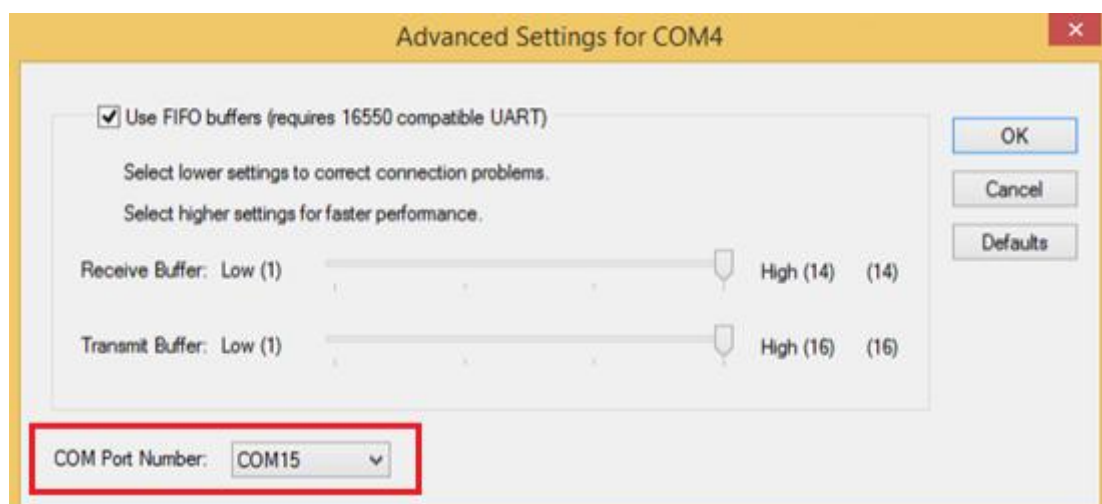 Advanced Settings for COM4
Use FIFO buffers (requires 16550 compatible UART)
OK
Select lower settings to correct connection problems.
Cancel
Select higher settings for faster performance.
Defaults
Receive Buffer: Low (1) High (14) (14)
Transmit Buffer: Low (1) High (16) (16)
COM Port Number: COM15